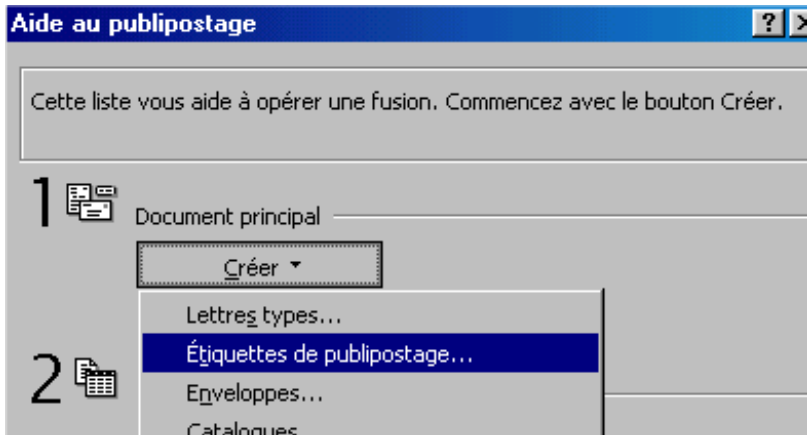 Aide au publipostage
Cette liste vous aide à opérer une fusion. Commencez avec le bouton Créer.
1
Document principal
Créer
Lettres types...
Étiquettes de publipostage...
2
Enveloppes...
Catalogues